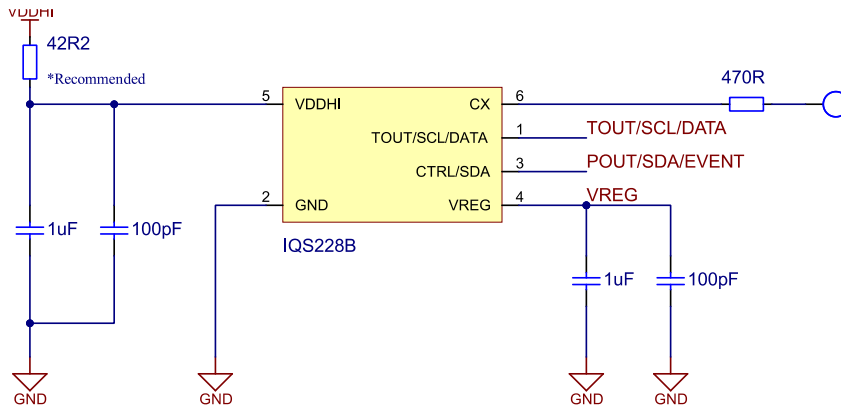 VDDHI
42R2
*Recommended
5
VDDHI
CX
6
470R
TOUT/SCL/DATA
1
TOUT/SCL/DATA
CTRL/SDA
3
POUT/SDA/EVENT
2
GND
VREG
4
VREG
IQS228B
1uF
100pF
1uF
100pF
GND
GND
GND
GND